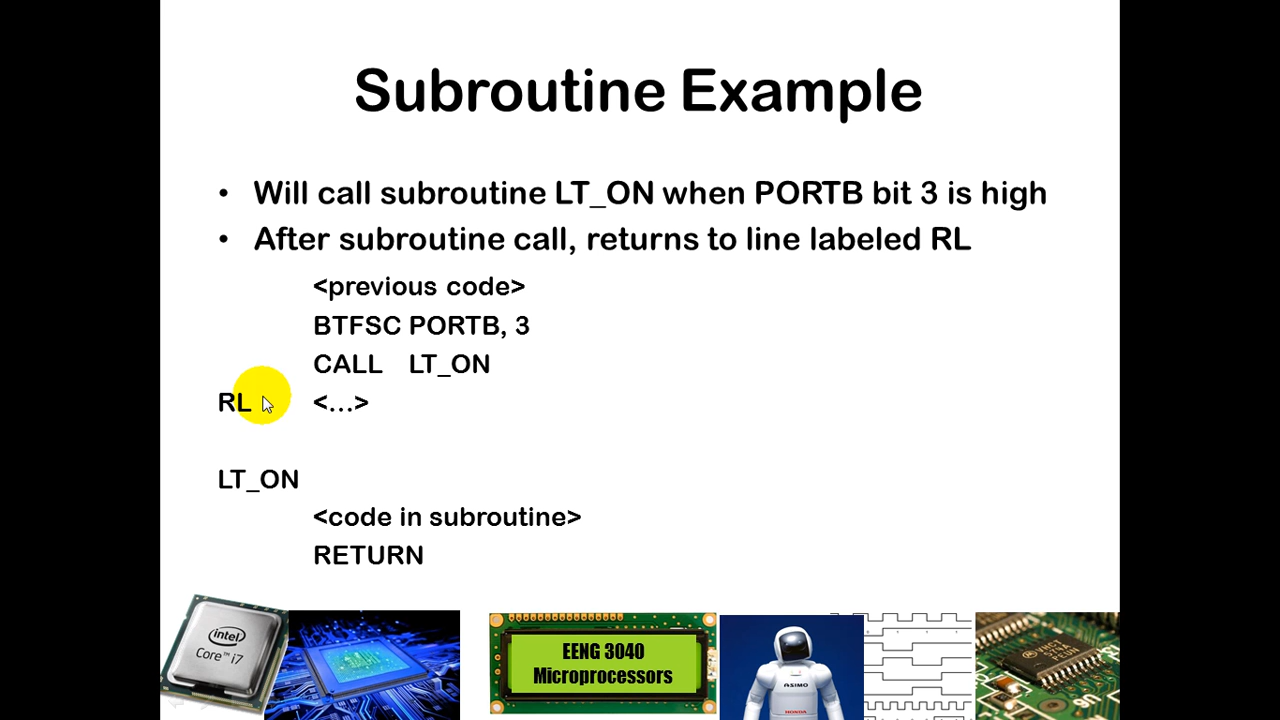 Subroutine Example
• Will call subroutine LT_ON when PORTB bit 3 is high
• After subroutine call, returns to line labeled RL
<previous code>
BTFSC PORTB, 3
CALL LT_ON
RL <...>
LT_ON
<code in subroutine>
RETURN
intel
Core™ i7
EENG 3040
Microprocessors
ASIMO
HONDA